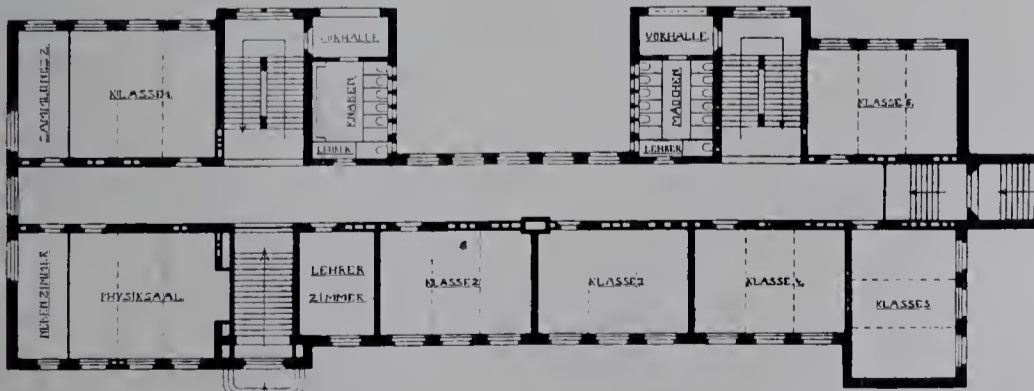 VORHALLE
VORHALLE
SAMMLUNGSZ.
KLASSE 1.
KNABEN
MÄDCHEN
KLASSE 6.
LEHRER
LEHRER
NEBENZIMMER
PHYSIKSAAL
LEHRER
ZIMMER
KLASSE 2
KLASSE 3
KLASSE 4.
KLASSE 5